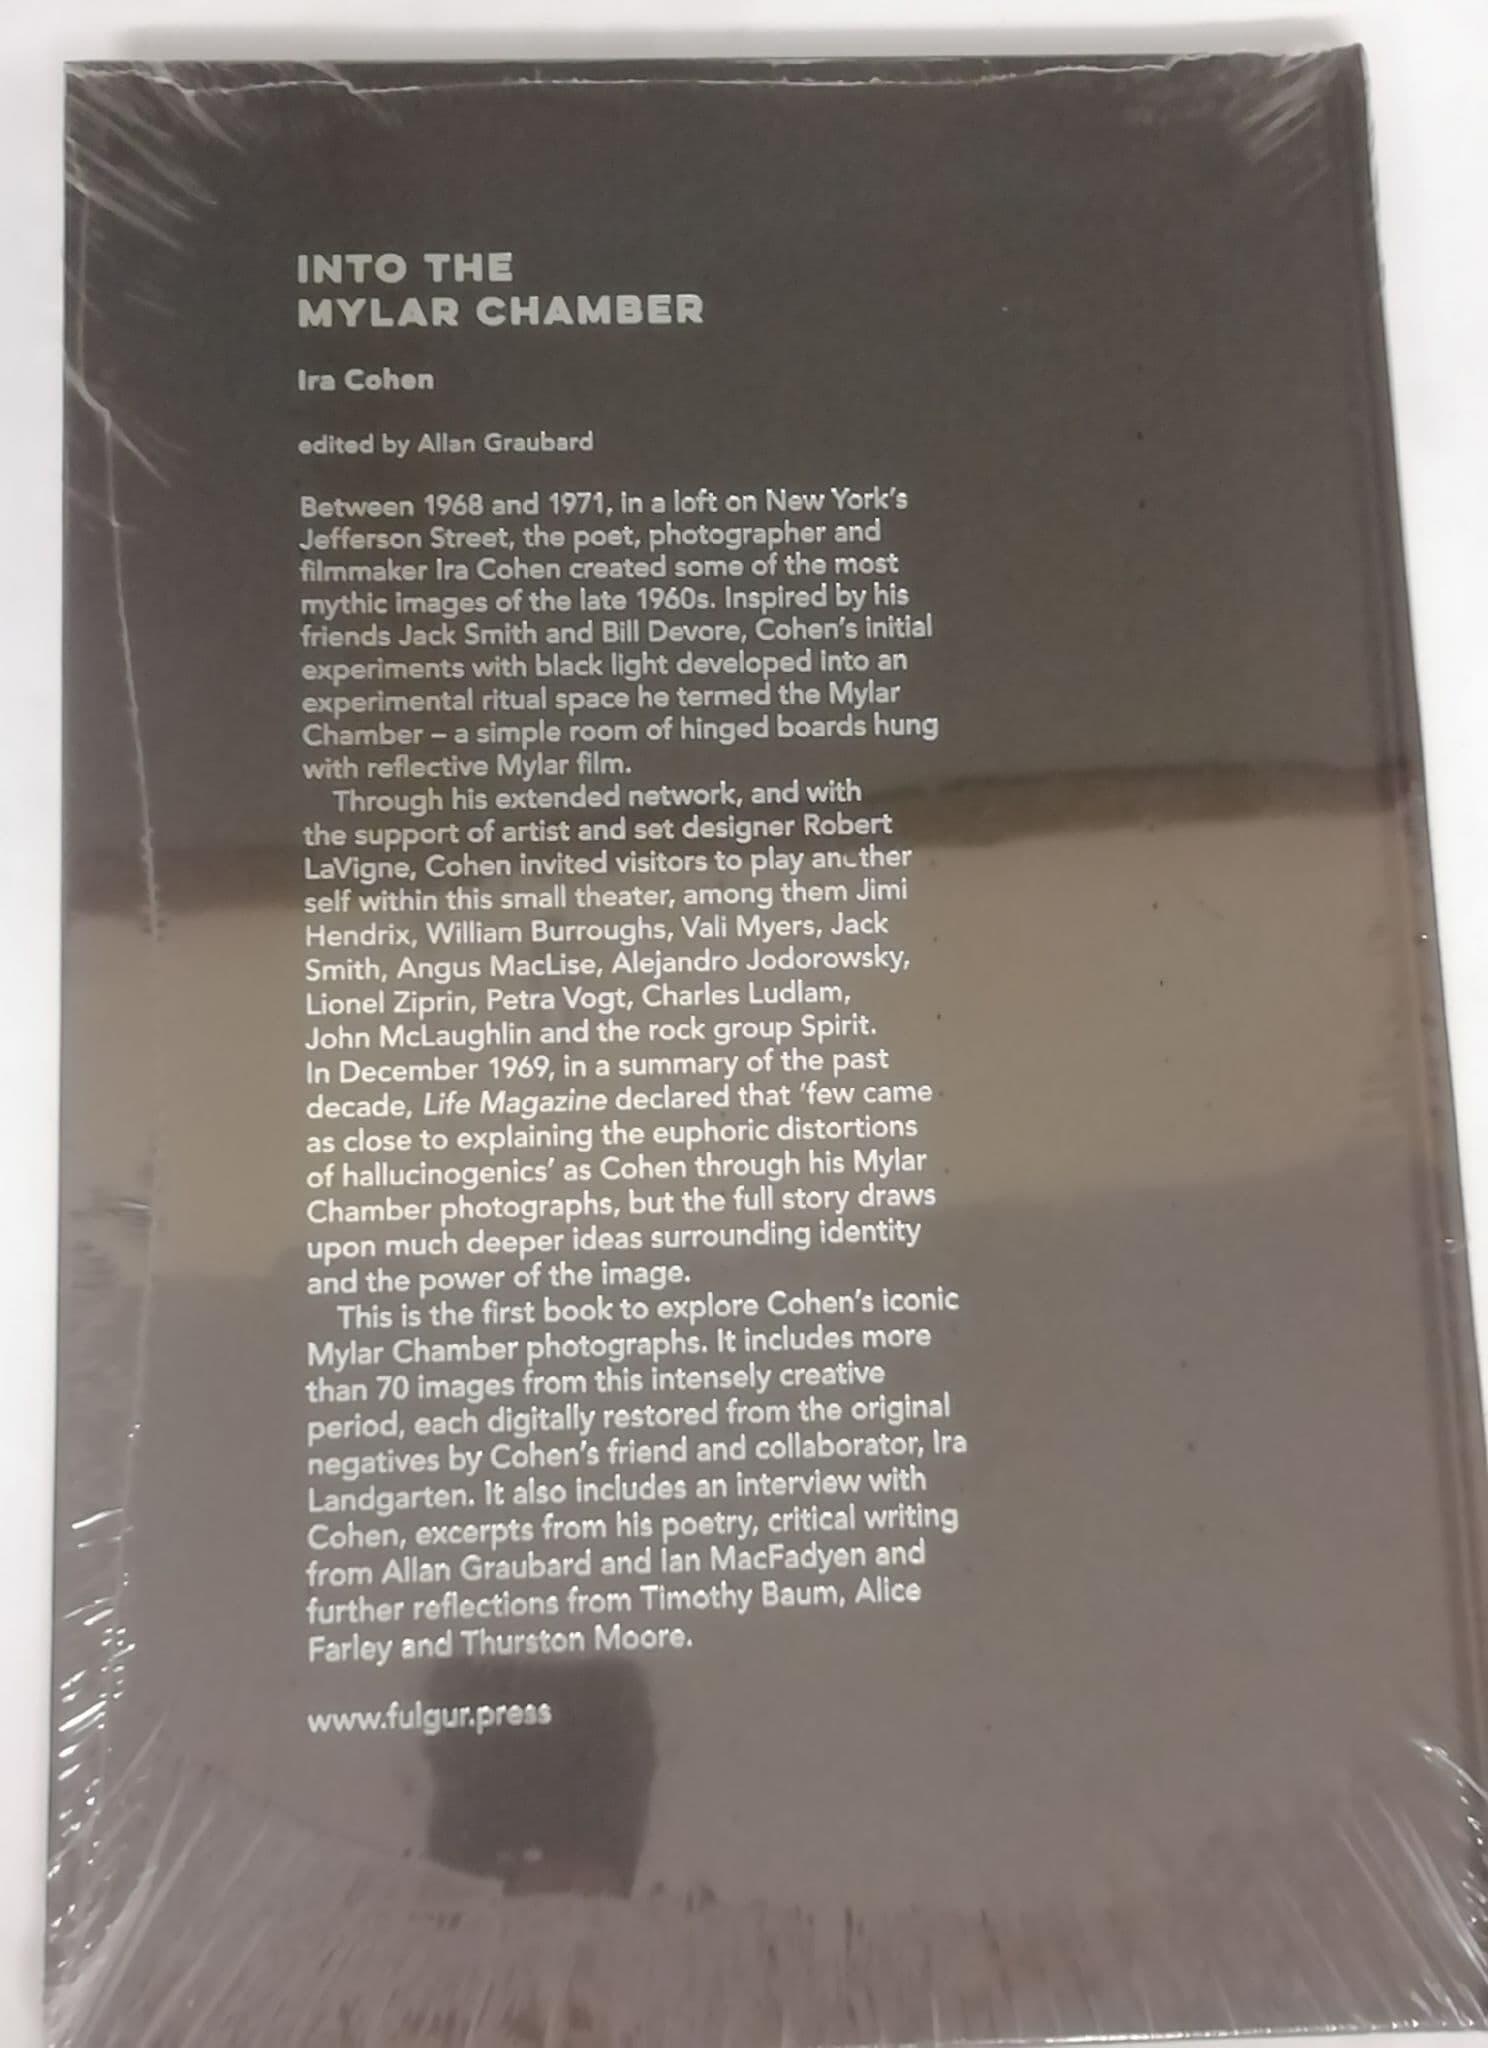 INTO THE
MYLAR CHAMBER
Ira Cohen
edited by Allan Graubard
Between 1968 and 1971, in a loft on New York's
Jefferson Street, the poet, photographer and
filmmaker Ira Cohen created some of the most
mythic images of the late 1960s. Inspired by his
friends Jack Smith and Bill Devore, Cohen's initial
experiments with black light developed into an
experimental ritual space he termed the Mylar
Chamber – a simple room of hinged boards hung
with reflective Mylar film.
Through his extended network, and with
the support of artist and set designer Robert
LaVigne, Cohen invited visitors to play another
self within this small theater, among them Jimi
Hendrix, William Burroughs, Vali Myers, Jack
Smith, Angus MacLise, Alejandro Jodorowsky,
Lionel Ziprin, Petra Vogt, Charles Ludlam,
John McLaughlin and the rock group Spirit.
In December 1969, in a summary of the past
decade, Life Magazine declared that 'few came
as close to explaining the euphoric distortions
of hallucinogenics' as Cohen through his Mylar
Chamber photographs, but the full story draws
upon much deeper ideas surrounding identity
and the power of the image.
This is the first book to explore Cohen's iconic
Mylar Chamber photographs. It includes more
than 70 images from this intensely creative
period, each digitally restored from the original
negatives by Cohen's friend and collaborator, Ira
Landgarten. It also includes an interview with
Cohen, excerpts from his poetry, critical writing
from Allan Graubard and Ian MacFadyen and
further reflections from Timothy Baum, Alice
Farley and Thurston Moore.
www.fulgur.press